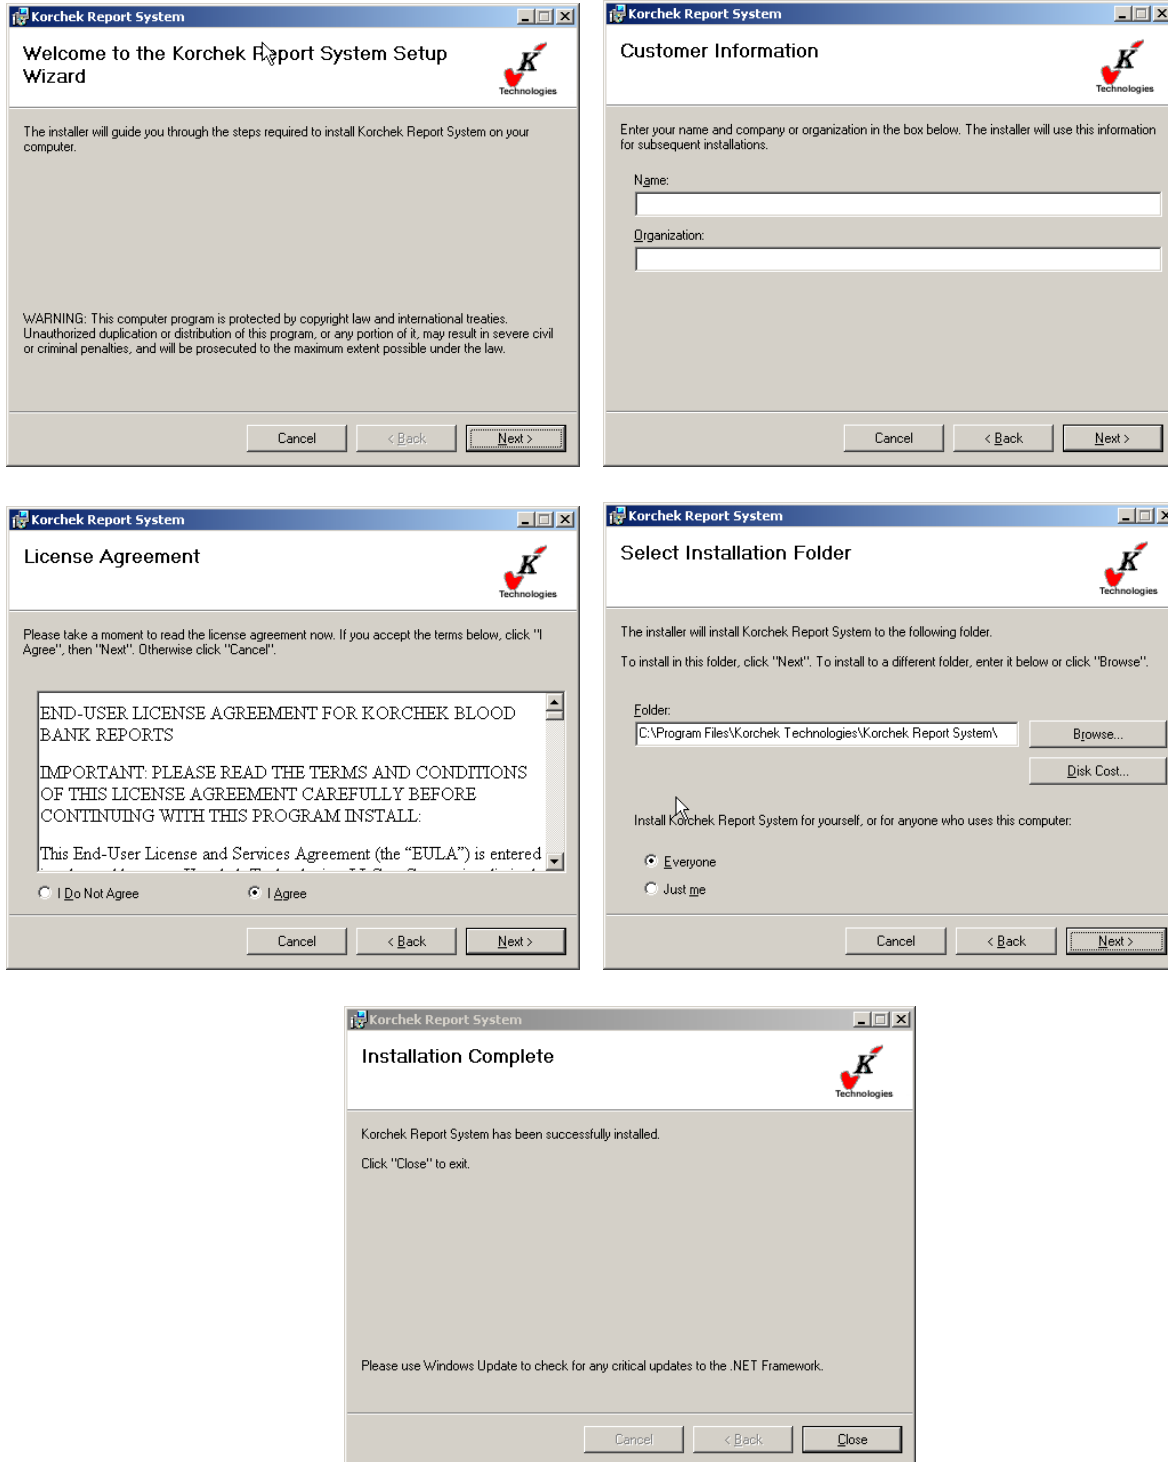 Korchek Report System
Welcome to the Korchek Report System Setup
Wizard
K
Technologies
The installer will guide you through the steps required to install Korchek Report System on your
computer.
WARNING: This computer program is protected by copyright law and international treaties.
Unauthorized duplication or distribution of this program, or any portion of it, may result in severe civil
or criminal penalties, and will be prosecuted to the maximum extent possible under the law.
Cancel
< Back
Next >
Korchek Report System
Customer Information
K
Technologies
Enter your name and company or organization in the box below. The installer will use this information
for subsequent installations.
Name:
Organization:
Cancel
< Back
Next >
Korchek Report System
License Agreement
K
Technologies
Please take a moment to read the license agreement now. If you accept the terms below, click "I
Agree", then "Next". Otherwise click "Cancel".
END-USER LICENSE AGREEMENT FOR KORCHEK BLOOD
BANK REPORTS
IMPORTANT: PLEASE READ THE TERMS AND CONDITIONS
OF THIS LICENSE AGREEMENT CAREFULLY BEFORE
CONTINUING WITH THIS PROGRAM INSTALL:
This End-User License and Services Agreement (the “EULA”) is entered
I Do Not Agree
I Agree
Cancel
< Back
Next >
Korchek Report System
Select Installation Folder
K
Technologies
The installer will install Korchek Report System to the following folder.
To install in this folder, click "Next". To install to a different folder, enter it below or click "Browse".
Folder:
C:\Program Files\Korchek Technologies\Korchek Report System\
Browse...
Disk Cost...
Install Korchek Report System for yourself, or for anyone who uses this computer:
Everyone
Just me
Cancel
< Back
Next >
Korchek Report System
Installation Complete
K
Technologies
Korchek Report System has been successfully installed.
Click "Close" to exit.
Please use Windows Update to check for any critical updates to the .NET Framework.
Cancel
< Back
Close